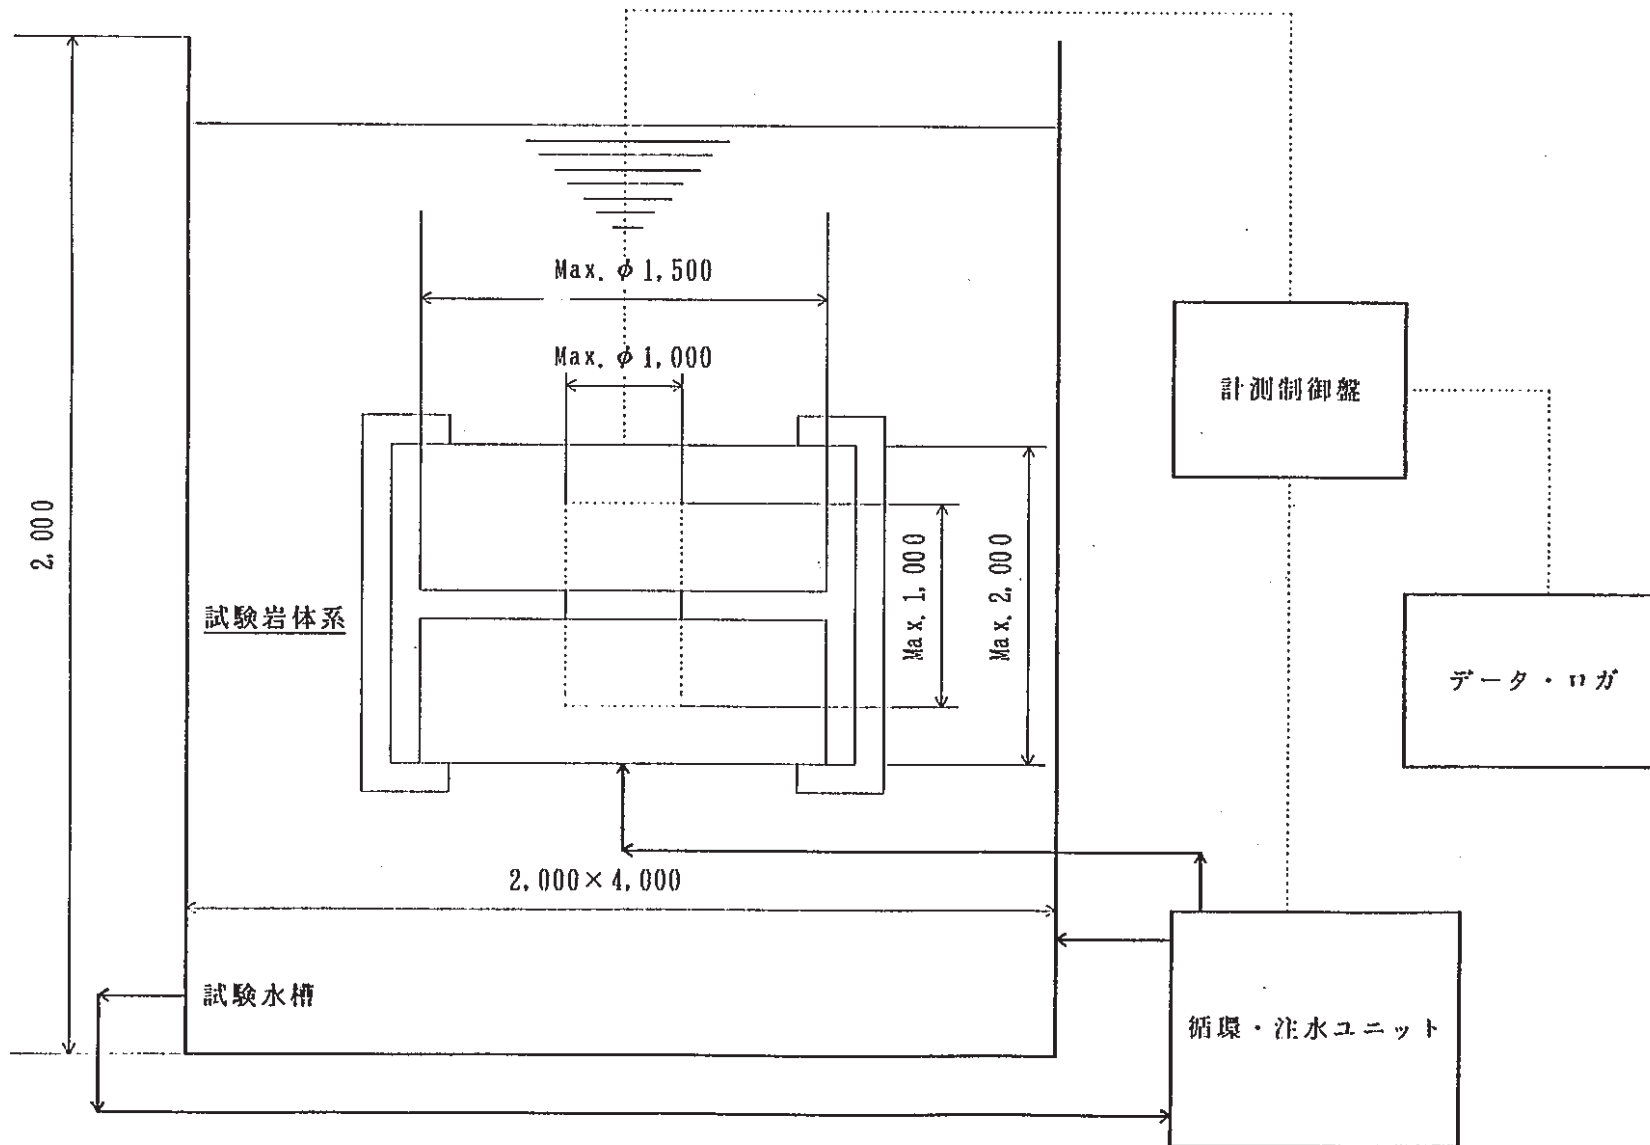 Max. φ 1,500
Max. φ 1,000
計測制御盤
2,000
Max. 1,000
Max. 2,000
試験岩体系
データ・ロガ
2,000×4,000
試験水槽
循環・注水ユニット